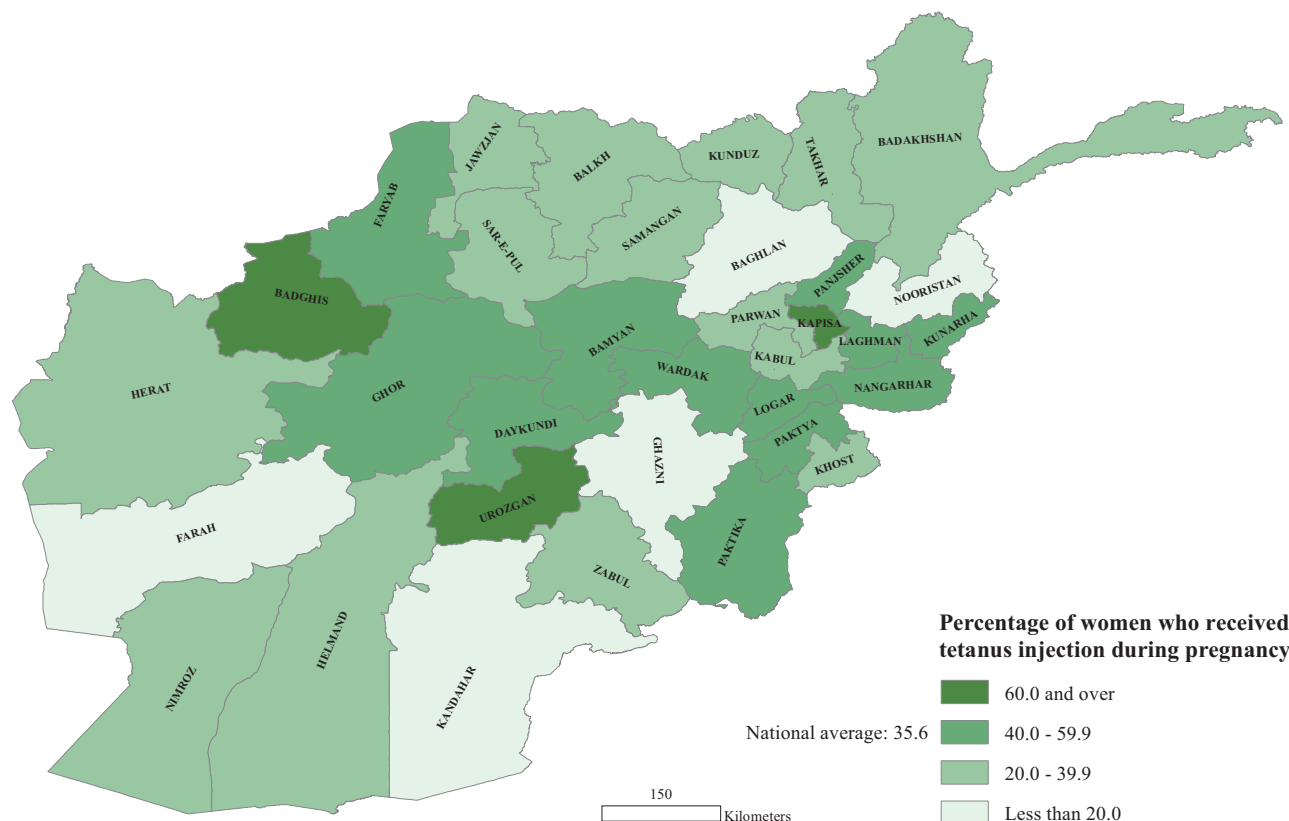 BADAKHSHAN
TAKHAR
KUNDUZ
BALKH
JAWZJAN
FARYAB
SAR-E-PUL
SAMANGAN
BAGHLAN
PANJSHER
NOORISTAN
BADGHIS
PARWAN
KAPISA
KUNARHA
LAGHMAN
BAMYAN
KABUL
WARDAK
HERAT
GHOR
NANGARHAR
LOGAR
DAYKUNDI
PAKTYA
GHAZNI
KHOST
UROZGAN
FARAH
PAKTIKA
ZABUL
HELMAND
NIMROZ
KANDAHAR
Percentage of women who received
tetanus injection during pregnancy
60.0 and over
National average: 35.6
40.0 - 59.9
20.0 - 39.9
Less than 20.0
150
Kilometers